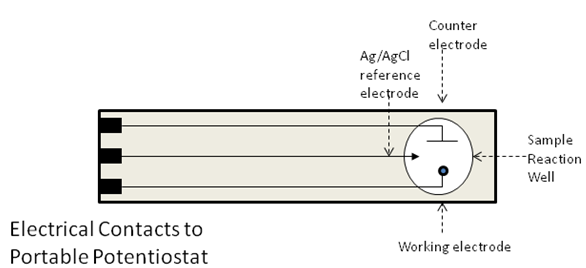 Counter
electrode
Ag/AgCl
reference
electrode
Sample
Reaction
Well
Electrical Contacts to
Portable Potentiostat
Working electrode